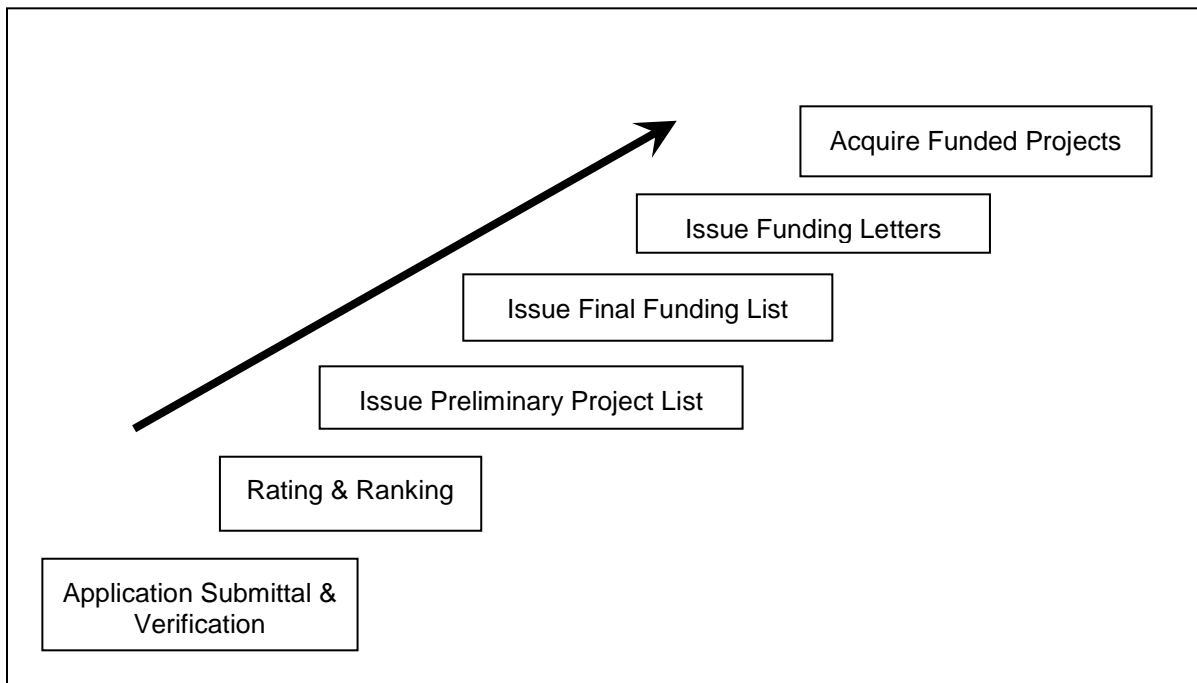 Acquire Funded Projects
Issue Funding Letters
Issue Final Funding List
Issue Preliminary Project List
Rating & Ranking
Application Submittal &
Verification